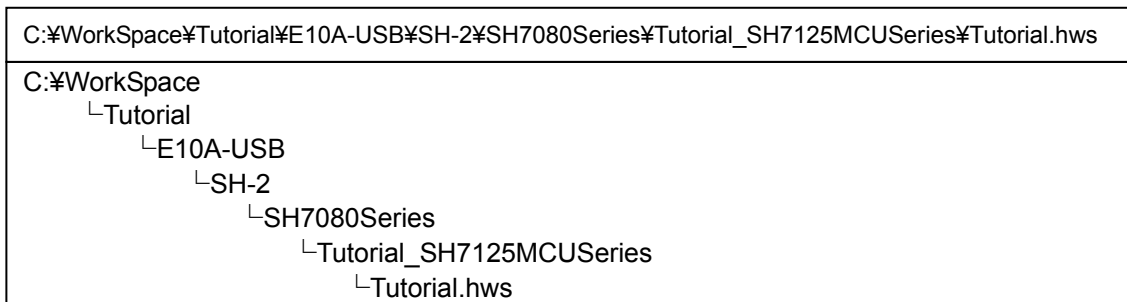 C:¥WorkSpace¥Tutorial¥E10A-USB¥SH-2¥SH7080Series¥Tutorial_SH7125MCUSeries¥Tutorial.hws
C:¥WorkSpace
└Tutorial
└E10A-USB
└SH-2
└SH7080Series
└Tutorial_SH7125MCUSeries
└Tutorial.hws